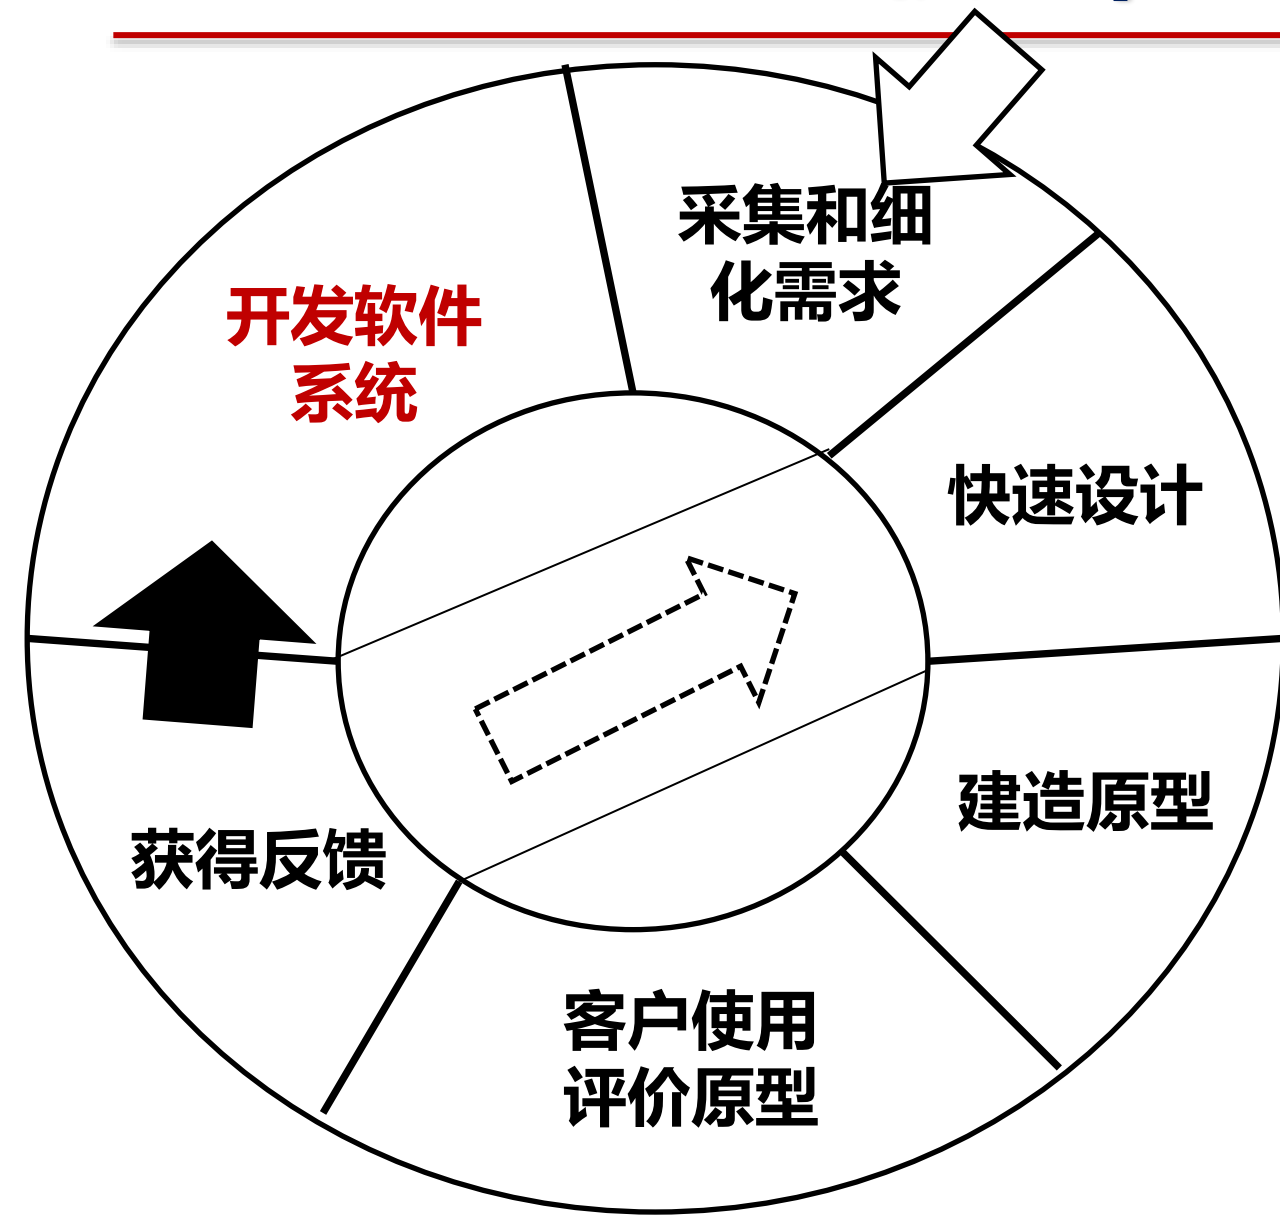 采集和细
化需求
开发软件
系统
快速设计
建造原型
获得反馈
客户使用
评价原型